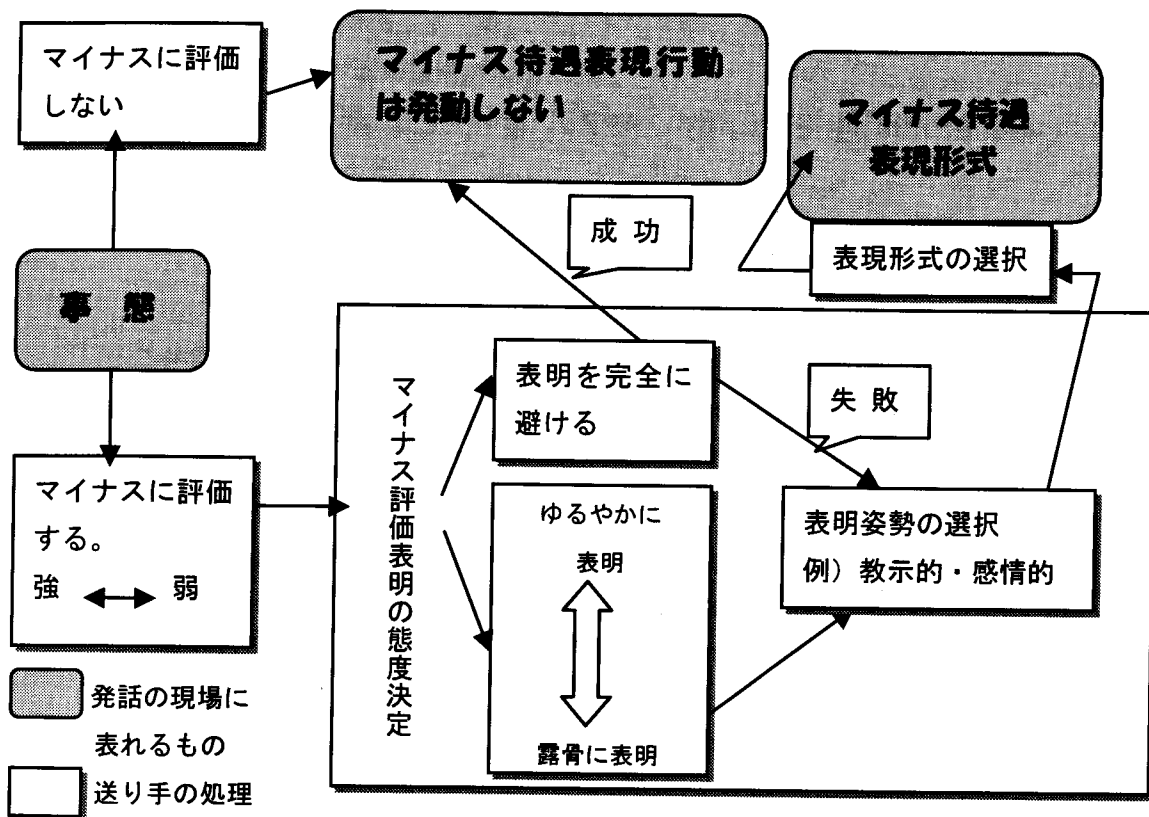 マイナスに評価
しない
マイナス待遇表現行動
は発動しない
マイナス待遇
表現形式
成 功
表現形式の選択
事 態
マイナス評価表明の態度決定
表明を完全に
避ける
失 敗
マイナスに評価
する。
強 弱
ゆるやかに
表明
露骨に表明
表明姿勢の選択
例）教示的・感情的
発話の現場に
表れるもの
送り手の処理